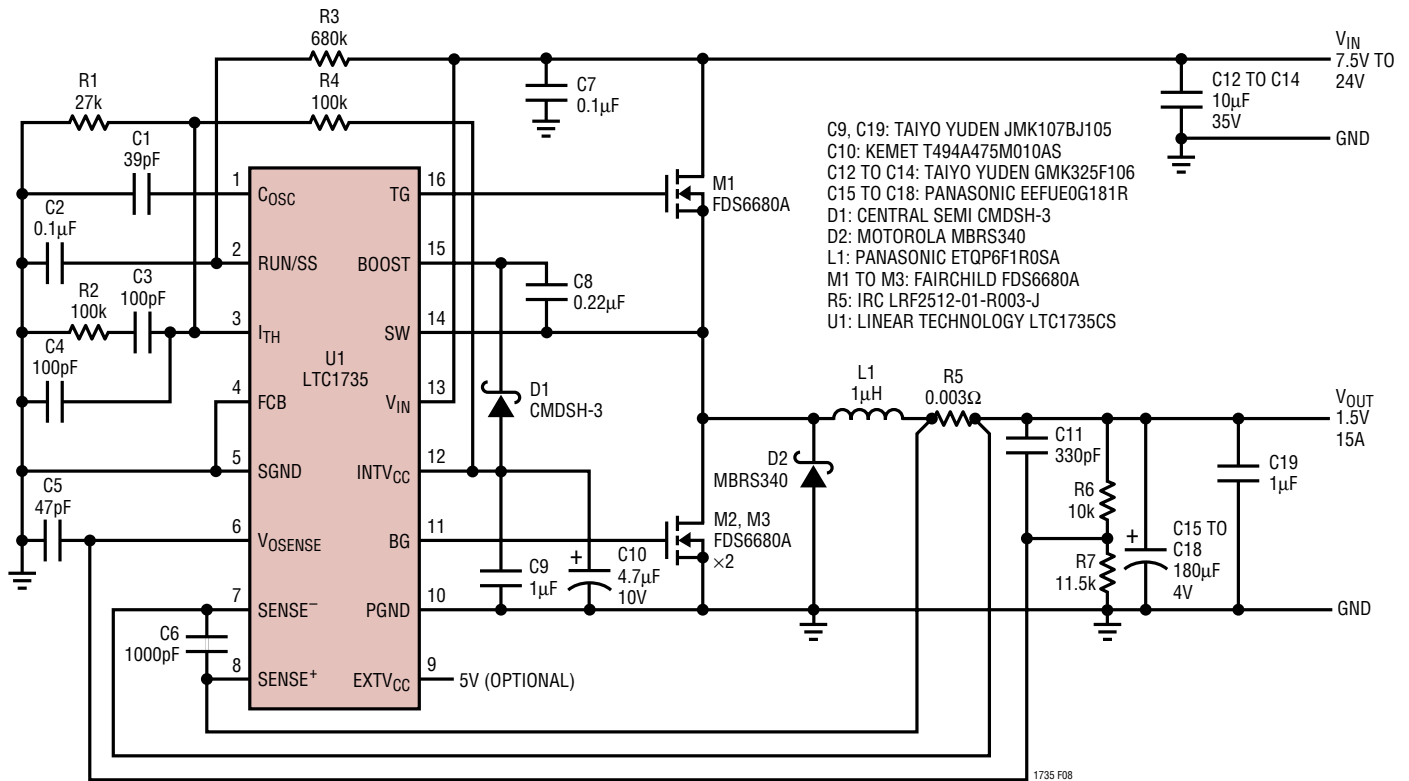 R3
680k
R1
27k
R4
100k
C7
0.1µF
C1
39pF
C2
0.1µF
R2
100k
C3
100pF
C4
100pF
C5
47pF
C6
1000pF
U1
LTC1735
1
COSC
2
RUN/SS
3
ITH
4
FCB
5
SGND
6
VOSENSE
7
SENSE–
8
SENSE+
16
TG
15
BOOST
14
SW
13
VIN
12
INTVCC
11
BG
10
PGND
9
EXTVCC
5V (OPTIONAL)
M1
FDS6680A
C8
0.22µF
D1
CMDSH-3
C9
1µF
+
C10
4.7µF
10V
M2, M3
FDS6680A
×2
D2
MBRS340
L1
1µH
R5
0.003Ω
C11
330pF
R6
10k
R7
11.5k
+
C15 TO
C18
180µF
4V
C19
1µF
VOUT
1.5V
15A
GND
VIN
7.5V TO
24V
C12 TO C14
10µF
35V
GND
C9, C19: TAIYO YUDEN JMK107BJ105
C10: KEMET T494A475M010AS
C12 TO C14: TAIYO YUDEN GMK325F106
C15 TO C18: PANASONIC EEFUE0G181R
D1: CENTRAL SEMI CMDSH-3
D2: MOTOROLA MBRS340
L1: PANASONIC ETQP6F1R0SA
M1 TO M3: FAIRCHILD FDS6680A
R5: IRC LRF2512-01-R003-J
U1: LINEAR TECHNOLOGY LTC1735CS
1735 F08